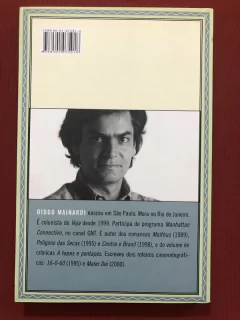 DIOGO MAINARDI nasceu em São Paulo. Mora no Rio de Janeiro.
É colunista da Veja desde 1999. Participa do programa Manhattan
Connection, no canal GNT. É autor dos romances Malthus (1989),
Polígono das Secas (1995) e Contra o Brasil (1998), e do volume de
crônicas A tapas e pontapés. Escreveu dois roteiros cinematográfi-
cos: 16-0-60 (1995) e Mater Dei (2000).